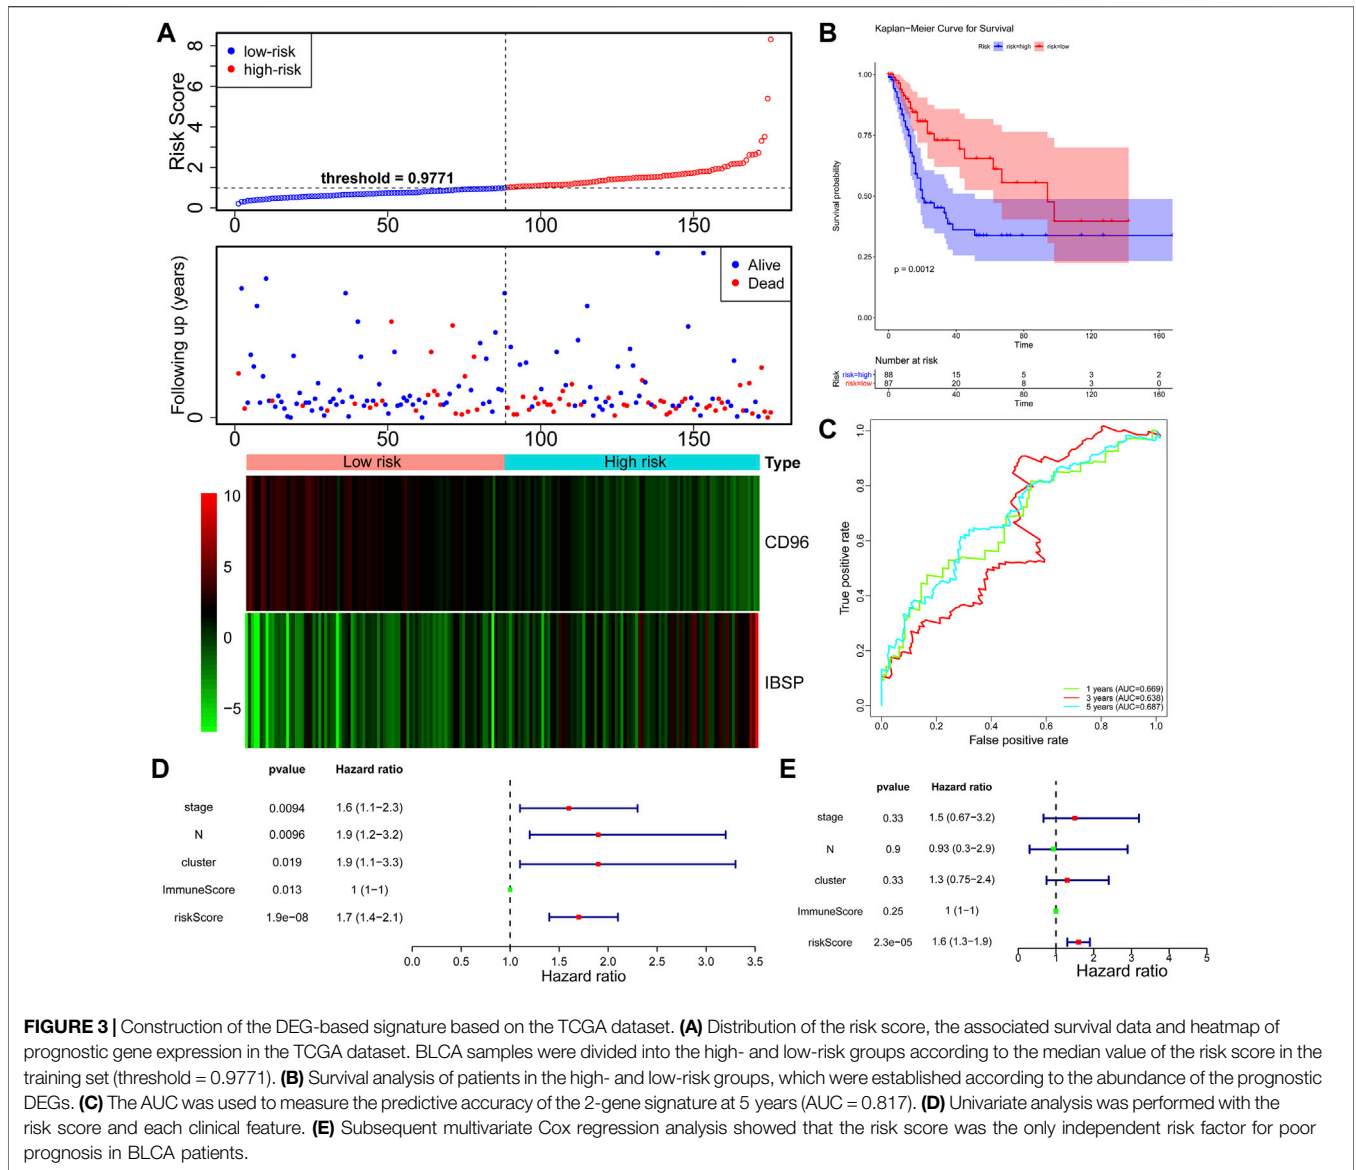 A
8
6
4
2
0
Risk Score
low-risk
high-risk
threshold = 0.9771
0 50 100 150
Following up (years)
0
Alive
Dead
0 50 100 150
Low risk High risk Type
10
5
0
−5
CD96
IBSP
B
Kaplan−Meier Curve for Survival
Risk risk=high risk=low
1.00
0.75
0.50
0.25
0.00
Survival probability
p = 0.0012
0 40 80 120 160
Time
Number at risk
Risk
risk=high 88 15 5 3 2
risk=low 87 20 8 3 0
0 40 80 120 160
Time
C
1.0
0.8
0.6
0.4
0.2
0.0
True positive rate
1 years (AUC=0.669)
3 years (AUC=0.638)
5 years (AUC=0.687)
0.0 0.2 0.4 0.6 0.8 1.0
False positive rate
D
pvalue Hazard ratio
stage 0.0094 1.6 (1.1−2.3)
N 0.0096 1.9 (1.2−3.2)
cluster 0.019 1.9 (1.1−3.3)
ImmuneScore 0.013 1 (1−1)
riskScore 1.9e−08 1.7 (1.4−2.1)
0.0 0.5 1.0 1.5 2.0 2.5 3.0 3.5
Hazard ratio
E
pvalue Hazard ratio
stage 0.33 1.5 (0.67−3.2)
N 0.9 0.93 (0.3−2.9)
cluster 0.33 1.3 (0.75−2.4)
ImmuneScore 0.25 1 (1−1)
riskScore 2.3e−05 1.6 (1.3−1.9)
0 1 2 3 4 5
Hazard ratio
FIGURE 3 | Construction of the DEG-based signature based on the TCGA dataset. (A) Distribution of the risk score, the associated survival data and heatmap of
prognostic gene expression in the TCGA dataset. BLCA samples were divided into the high- and low-risk groups according to the median value of the risk score in the
training set (threshold = 0.9771). (B) Survival analysis of patients in the high- and low-risk groups, which were established according to the abundance of the prognostic
DEGs. (C) The AUC was used to measure the predictive accuracy of the 2-gene signature at 5 years (AUC = 0.817). (D) Univariate analysis was performed with the
risk score and each clinical feature. (E) Subsequent multivariate Cox regression analysis showed that the risk score was the only independent risk factor for poor
prognosis in BLCA patients.